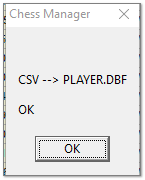 Chess Manager
CSV --> PLAYER.DBF
OK
OK